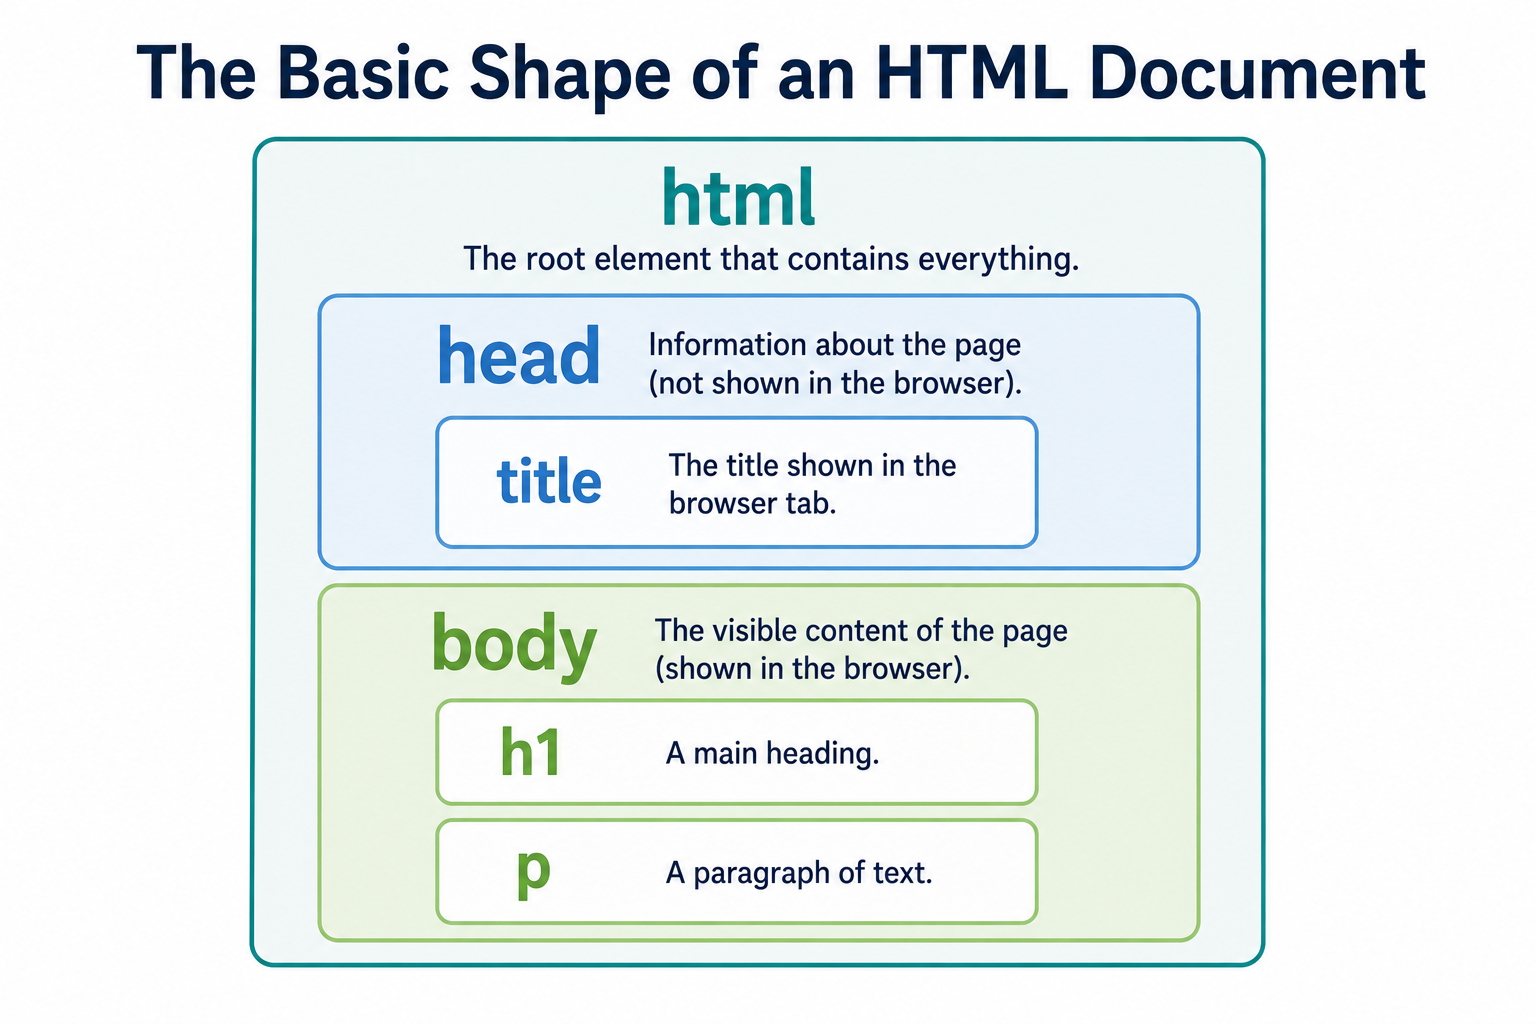 The Basic Shape of an HTML Document
html
The root element that contains everything.
head
Information about the page
(not shown in the browser).
title
The title shown in the
browser tab.
body
The visible content of the page
(shown in the browser).
h1
A main heading.
p
A paragraph of text.